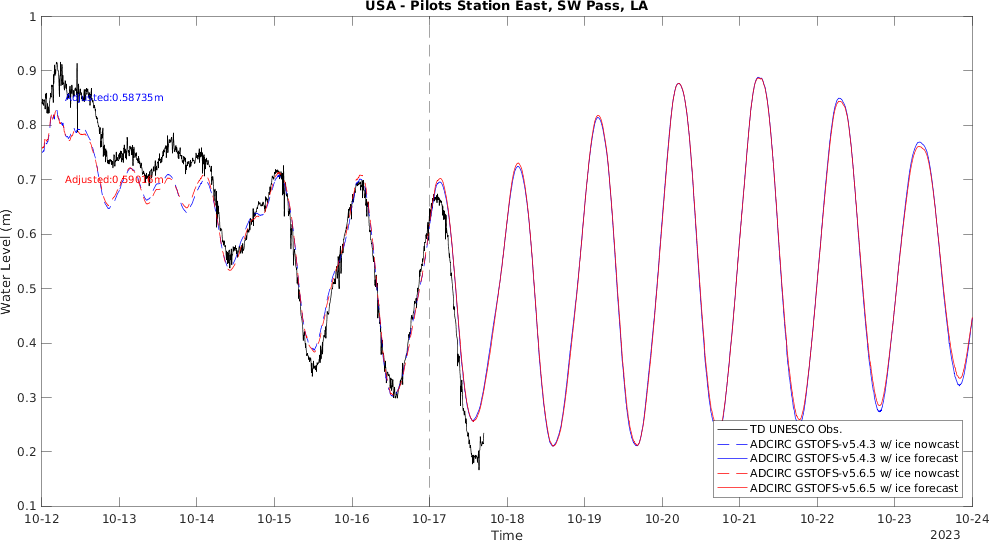 USA - Pilots Station East, SW Pass, LA
1
0.9
0.8
0.7
0.6
0.5
0.4
0.3
0.2
0.1
Water Level (m)
Adjusted:0.58735m
TD UNESCO Obs.
ADCIRC GSTOFS-v5.4.3 w/ ice nowcast
ADCIRC GSTOFS-v5.4.3 w/ ice forecast
ADCIRC GSTOFS-v5.6.5 w/ ice nowcast
ADCIRC GSTOFS-v5.6.5 w/ ice forecast
10-12 10-13 10-14 10-15 10-16 10-17 10-18 10-19 10-20 10-21 10-22 10-23 10-24
Time
2023